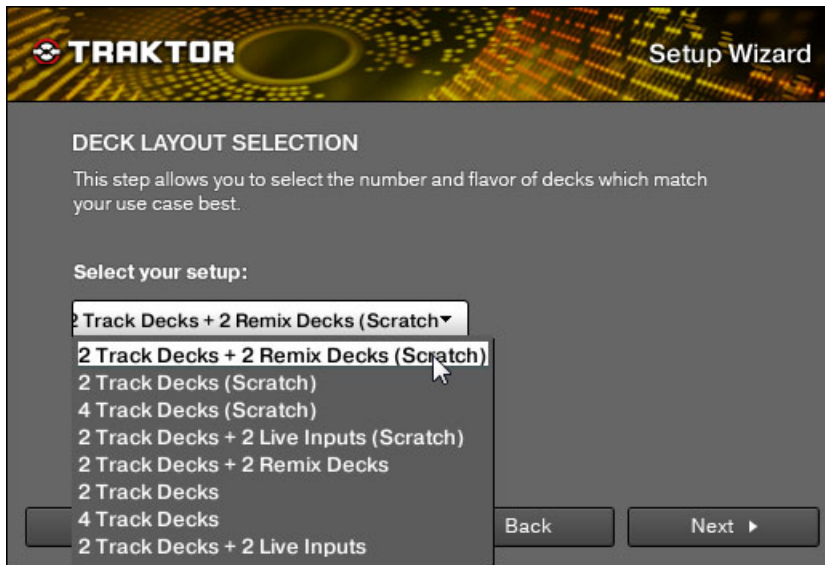 TRAKTOR
Setup Wizard
DECK LAYOUT SELECTION
This step allows you to select the number and flavor of decks which match
your use case best.
Select your setup:
2 Track Decks + 2 Remix Decks (Scratch
2 Track Decks + 2 Remix Decks (Scratch)
2 Track Decks (Scratch)
4 Track Decks (Scratch)
2 Track Decks + 2 Live Inputs (Scratch)
2 Track Decks + 2 Remix Decks
2 Track Decks
4 Track Decks
2 Track Decks + 2 Live Inputs
Back
Next